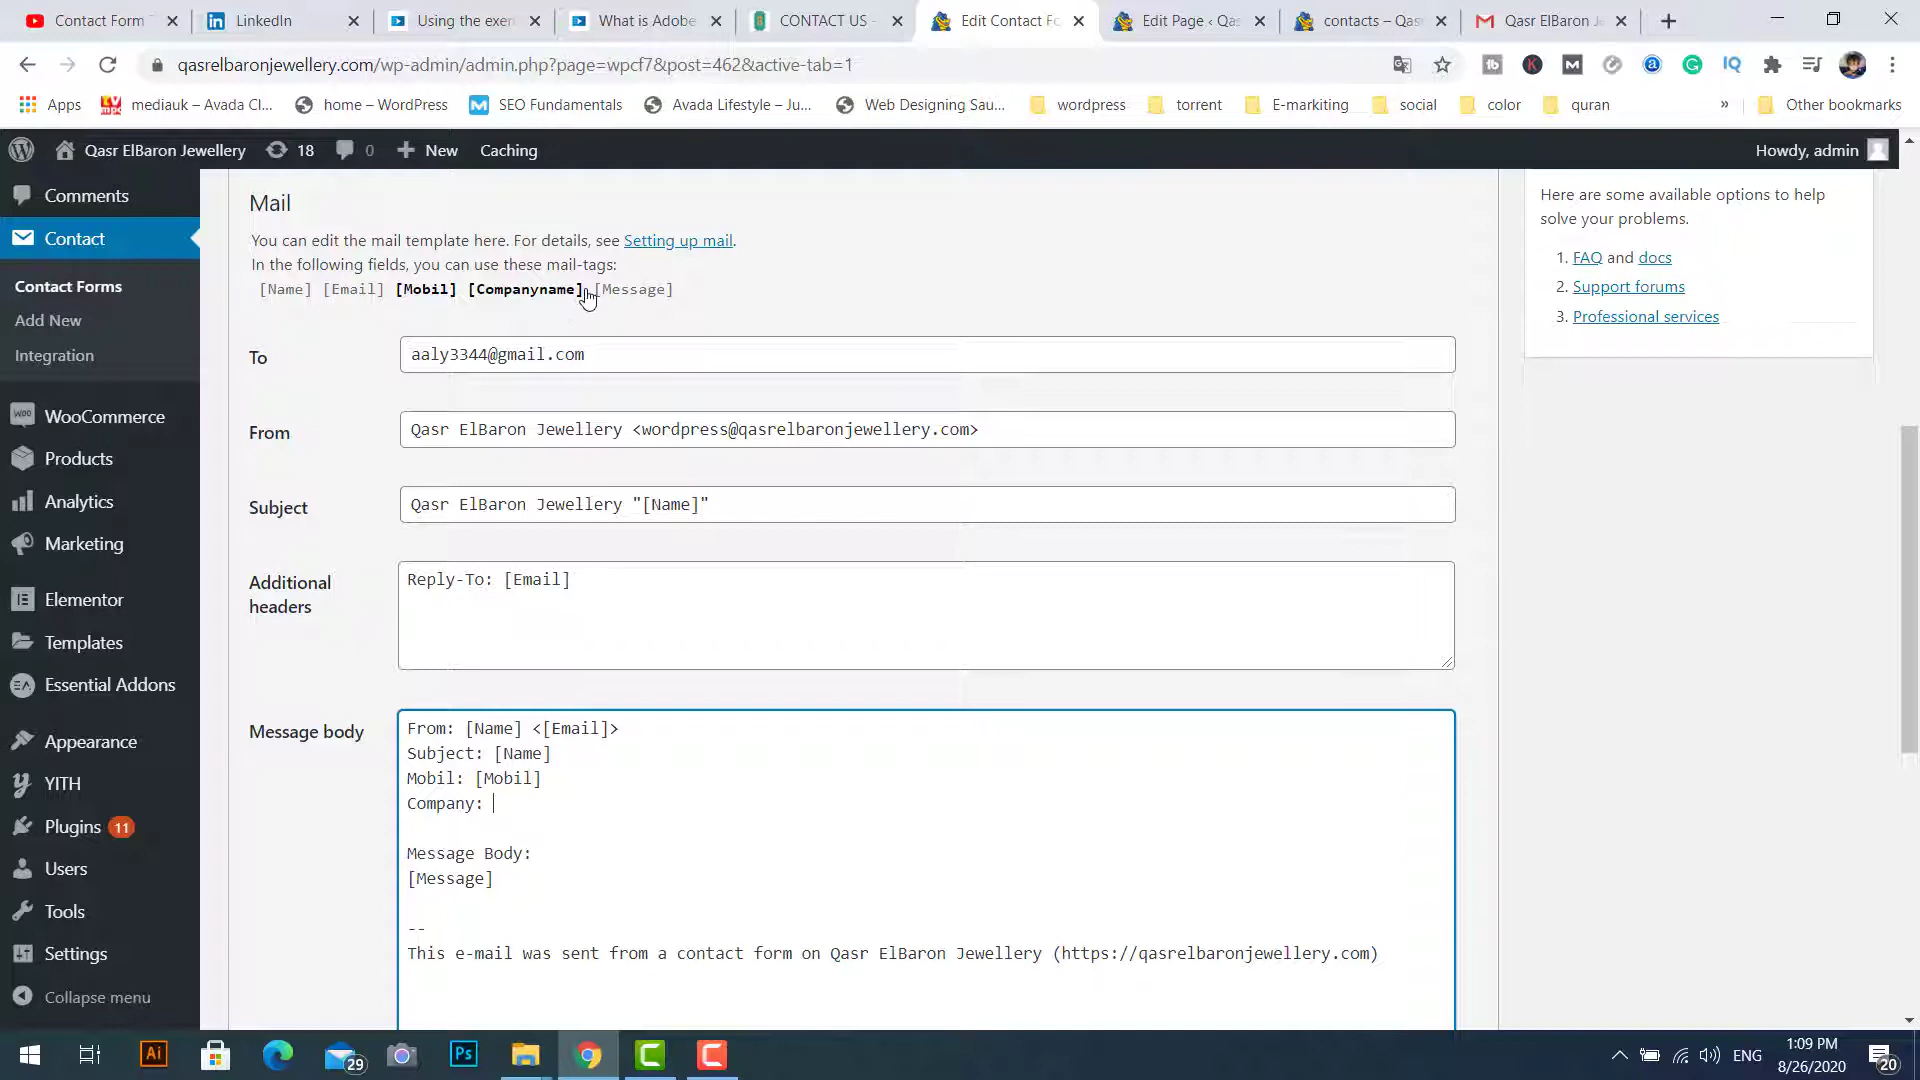 Contact Form
LinkedIn
Using the exer
What is Adobe
CONTACT US -
Edit Contact Fo
Edit Page ‹ Qas
contacts – Qasr
Qasr ElBaron Je
qasrelbaronjewellery.com/wp-admin/admin.php?page=wpcf7&post=462&active-tab=1
Apps
mediauk – Avada Cl...
home – WordPress
SEO Fundamentals
Avada Lifestyle – Ju...
Web Designing Sau...
wordpress
torrent
E-markiting
social
color
quran
»
Other bookmarks
Qasr ElBaron Jewellery
18
0
New
Caching
Howdy, admin
Comments
Contact
Contact Forms
Add New
Integration
WooCommerce
Products
Analytics
Marketing
Elementor
Templates
Essential Addons
Appearance
YITH
Plugins 11
Users
Tools
Settings
Collapse menu
Mail
You can edit the mail template here. For details, see Setting up mail.
In the following fields, you can use these mail-tags:
[Name] [Email] [Mobil] [Companyname] [Message]
To
aaly3344@gmail.com
From
Qasr ElBaron Jewellery <wordpress@qasrelbaronjewellery.com>
Subject
Qasr ElBaron Jewellery "[Name]"
Additional
headers
Reply-To: [Email]
Message body
From: [Name] <[Email]>
Subject: [Name]
Mobil: [Mobil]
Company:
Message Body:
[Message]
--
This e-mail was sent from a contact form on Qasr ElBaron Jewellery (https://qasrelbaronjewellery.com)
Here are some available options to help
solve your problems.
1. FAQ and docs
2. Support forums
3. Professional services
Ai
29
Ps
ENG
1:09 PM
8/26/2020
20